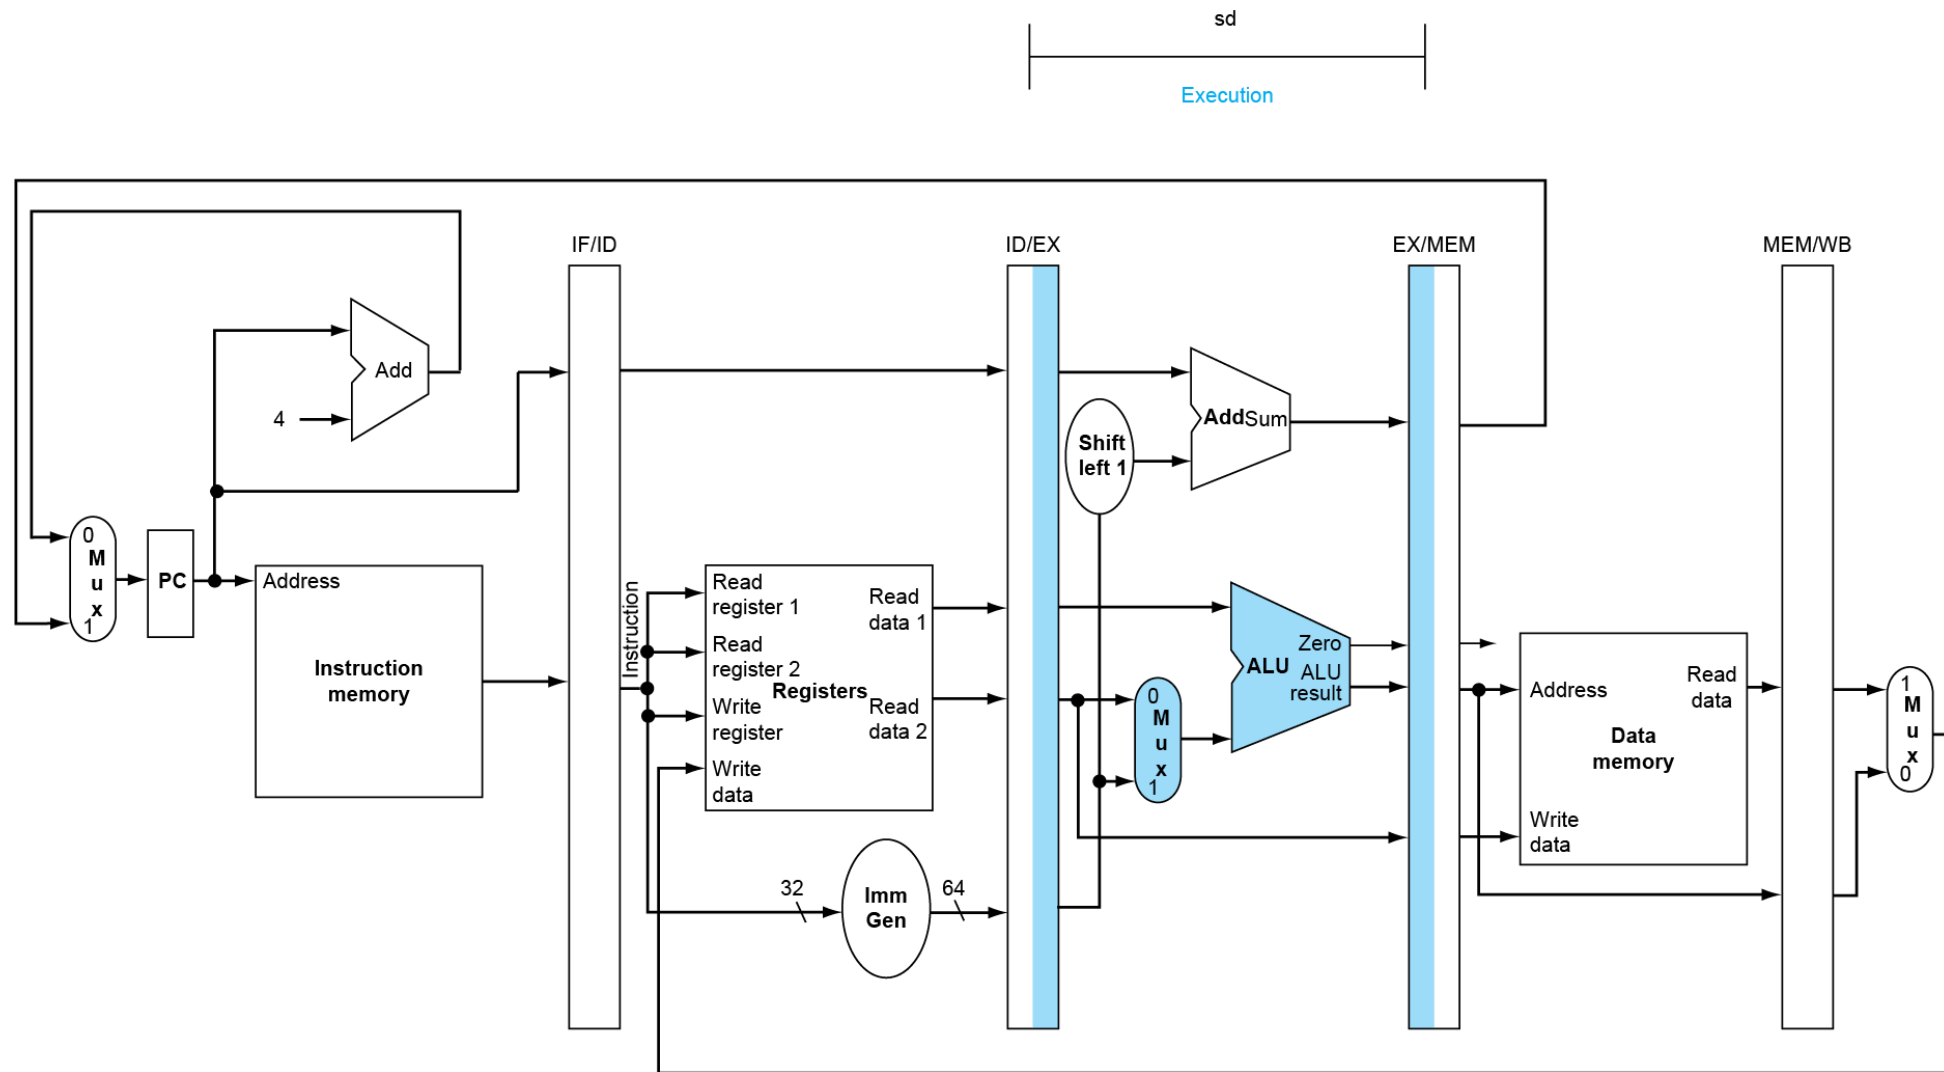 sd
Execution
IF/ID
ID/EX
EX/MEM
MEM/WB
Add
4
Add Sum
Shift
left 1
0
M
u
x
1
PC
Address
Instruction
memory
Instruction
Read
register 1
Read
register 2
Write
register
Write
data
Registers
Read
data 1
Read
data 2
32
Imm
Gen
64
0
M
u
x
1
ALU
Zero
ALU
result
Address
Read
data
Data
memory
Write
data
1
M
u
x
0